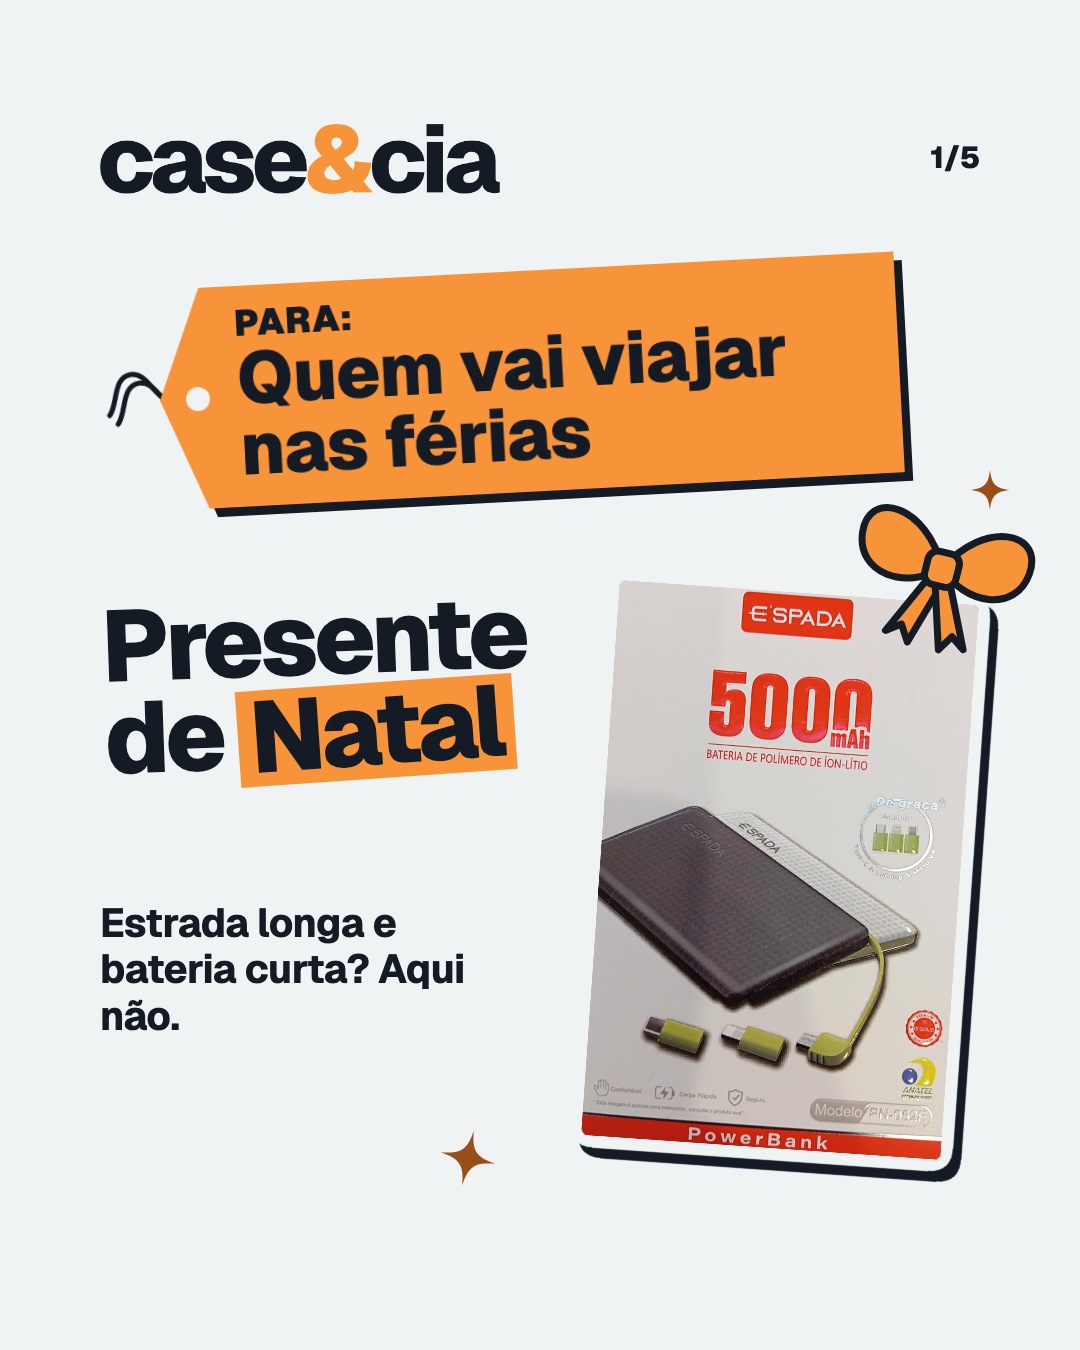 case&cia
1/5
PARA:
Quem vai viajar
nas férias
Presente
de Natal
Estrada longa e
bateria curta? Aqui
não.
E'SPADA
5000
mAh
BATERIA DE POLÍMERO DE ÍON-LÍTIO
De graça
E'SPADA
E'SPADA
ANATEL
Confortável
Carga Rápida
Seguro.
Modelo
PowerBank